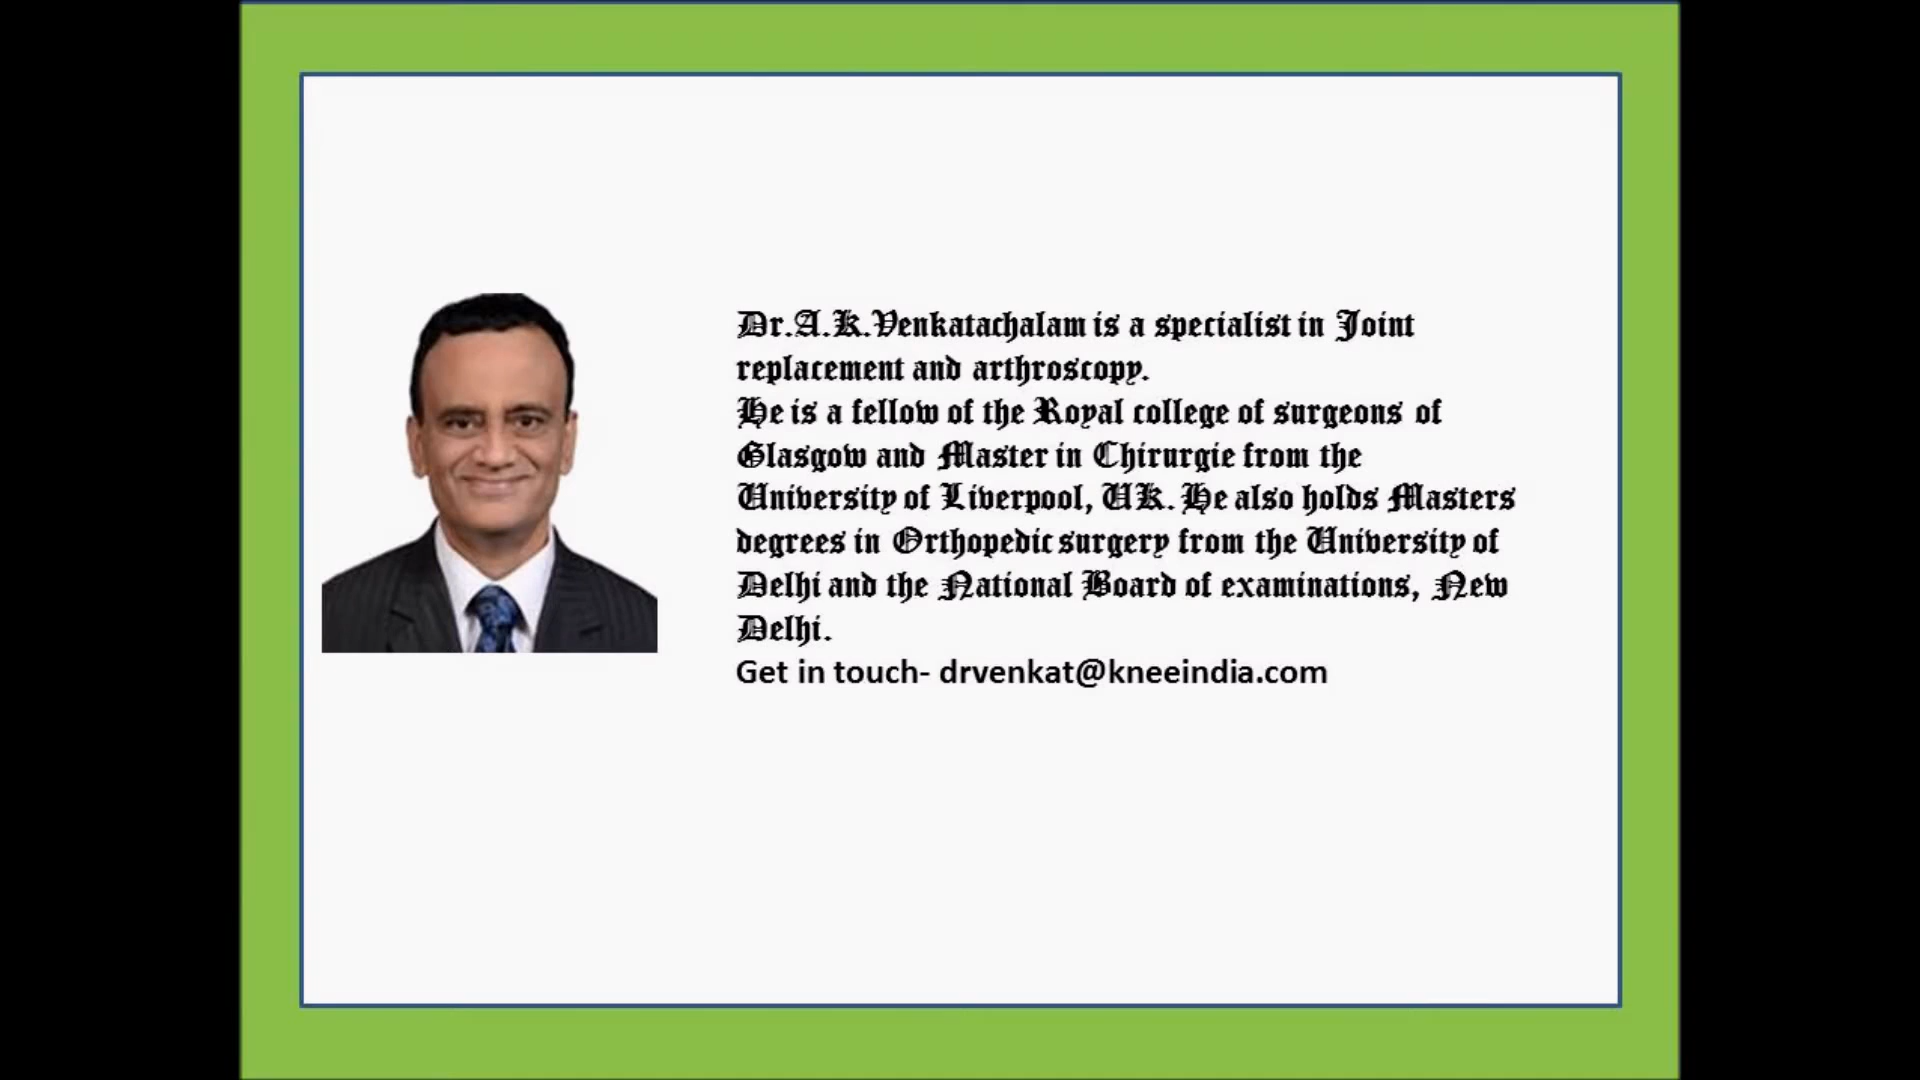 Dr.A.K.Venkatachalam is a specialist in Joint
replacement and arthroscopy.
He is a fellow of the Royal college of surgeons of
Glasgow and Master in Chirurgie from the
University of Liverpool, UK. He also holds Masters
degrees in Orthopedic surgery from the University of
Delhi and the National Board of examinations, New
Delhi.
Get in touch- drvenkat@kneeindia.com